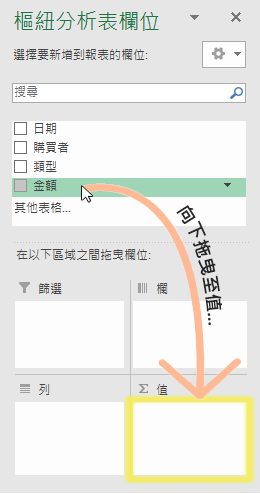 樞紐分析表欄位
選擇要新增到報表的欄位:
搜尋
日期
購買者
類型
金額
其他表格...
向下拖曳至值...
在以下區域之間拖曳欄位:
篩選
欄
列
Σ 值